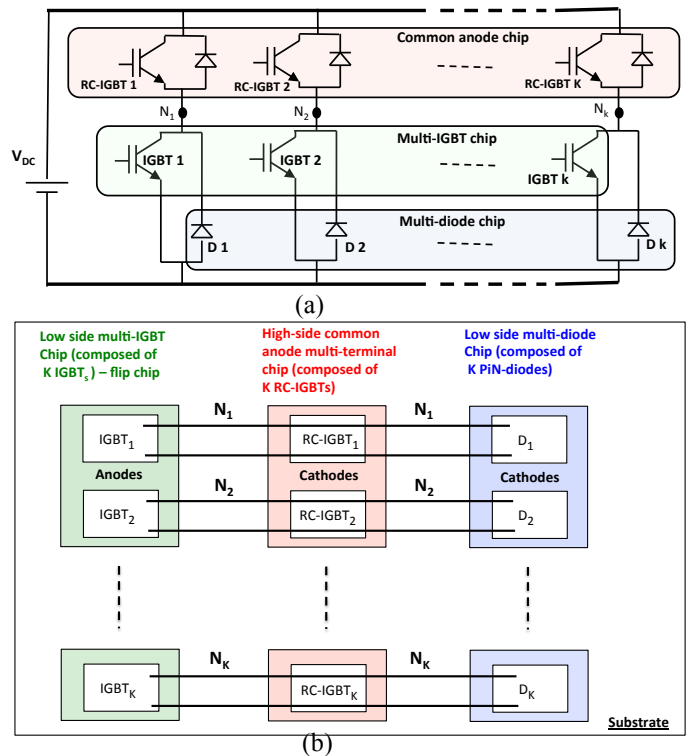 Common anode chip
RC-IGBT 1
RC-IGBT 2
RC-IGBT K
N1
N2
Nk
Multi-IGBT chip
VDC
IGBT 1
IGBT 2
IGBT k
Multi-diode chip
D 1
D 2
D k
(a)
Low side multi-IGBT
Chip (composed of
K IGBTs) – flip chip
High-side common
anode multi-terminal
chip (composed of
K RC-IGBTs)
Low side multi-diode
Chip (composed of
K PiN-diodes)
N1
N1
IGBT1
RC-IGBT1
D1
Anodes
Cathodes
Cathodes
N2
N2
IGBT2
RC-IGBT2
D2
NK
NK
IGBTK
RC-IGBTK
DK
Substrate
(b)